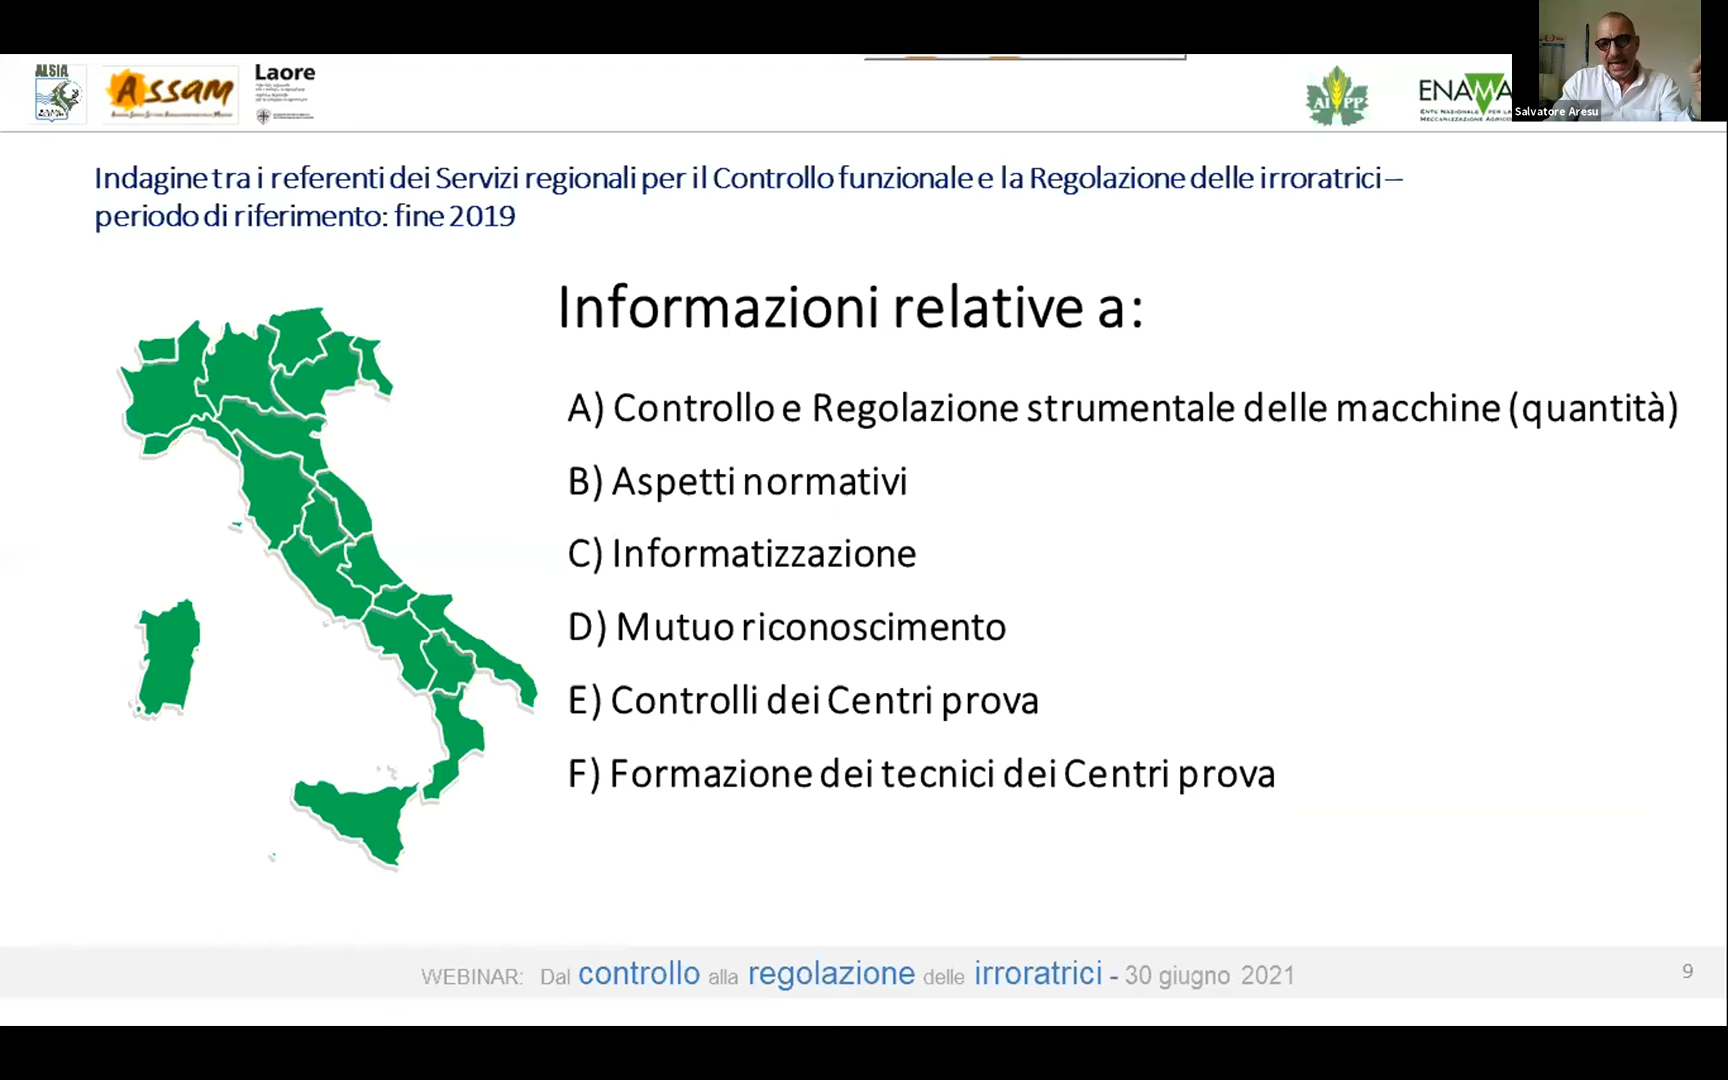 ALSIA
Assam
Laore
AIPP
ENAMA
Salvatore Aresu
Indagine tra i referenti dei Servizi regionali per il Controllo funzionale e la Regolazione delle irroratrici –
periodo di riferimento: fine 2019
Informazioni relative a:
A) Controllo e Regolazione strumentale delle macchine (quantità)
B) Aspetti normativi
C) Informatizzazione
D) Mutuo riconoscimento
E) Controlli dei Centri prova
F) Formazione dei tecnici dei Centri prova
WEBINAR: Dal controllo alla regolazione delle irroratrici - 30 giugno 2021
9